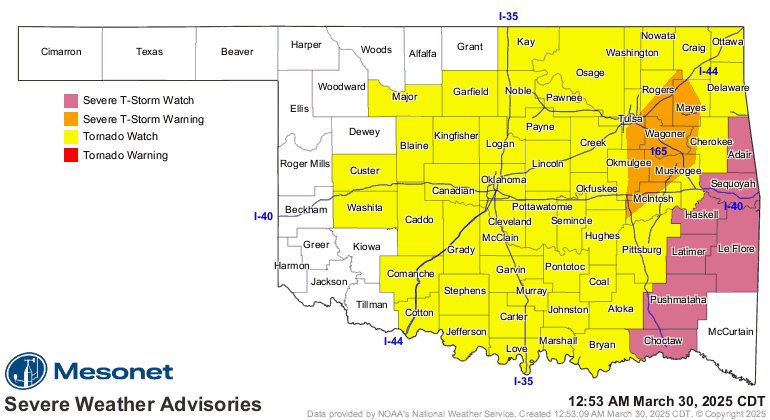 I-35
Cimarron
Texas
Beaver
Harper
Woods
Alfalfa
Grant
Kay
Nowata
Craig
Ottawa
Washington
Osage
I-44
Woodward
Major
Garfield
Noble
Pawnee
Rogers
Mayes
Delaware
Severe T-Storm Watch
Severe T-Storm Warning
Tornado Watch
Tornado Warning
Ellis
Dewey
Blaine
Kingfisher
Logan
Payne
Creek
Tulsa
Wagoner
Cherokee
Adair
165
Roger Mills
Custer
Canadian
Oklahoma
Lincoln
Okmulgee
Muskogee
Sequoyah
Okfuskee
McIntosh
I-40
I-40
Beckham
Washita
Caddo
Cleveland
Pottawatomie
Seminole
Haskell
Greer
Kiowa
Grady
McClain
Hughes
Pittsburg
Latimer
Le Flore
Harmon
Jackson
Comanche
Garvin
Pontotoc
Coal
Tillman
Stephens
Murray
Johnston
Atoka
Pushmataha
Cotton
Carter
Jefferson
Love
Marshall
Bryan
Choctaw
McCurtain
I-44
I-35
Mesonet
Severe Weather Advisories
12:53 AM March 30, 2025 CDT
Data provided by NOAA's National Weather Service. Created 12:53:09 AM March 30, 2025 CDT. © Copyright 2025